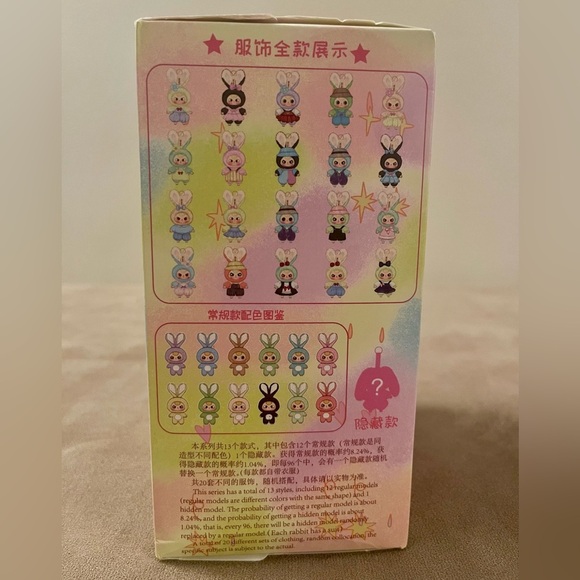 服饰全款展示
常规款配色图鉴
?
隐藏款
本系列共13个款式，其中包含12个常规款（常规款是同
造型不同配色）1个隐藏款。获得常规款的概率约8.24%，获
得隐藏款的概率约1.04%，即每96个中，会有一个隐藏款随机
替换一个常规款。（每款都自带衣服）
共20套不同的服饰，随机搭配，具体请以实物为准。
This series has a total of 13 styles, including 12 regular models
(regular models are different colors with the same shape) and 1
hidden model. The probability of getting a regular model is about
8.24%, and the probability of getting a hidden model is about
1.04%, that is, every 96, there will be a hidden model randomly
replaced by a regular model (Each rabbit has a suit)
A total of 20 different sets of clothing, random collocation, the
specific subject is subject to the actual.